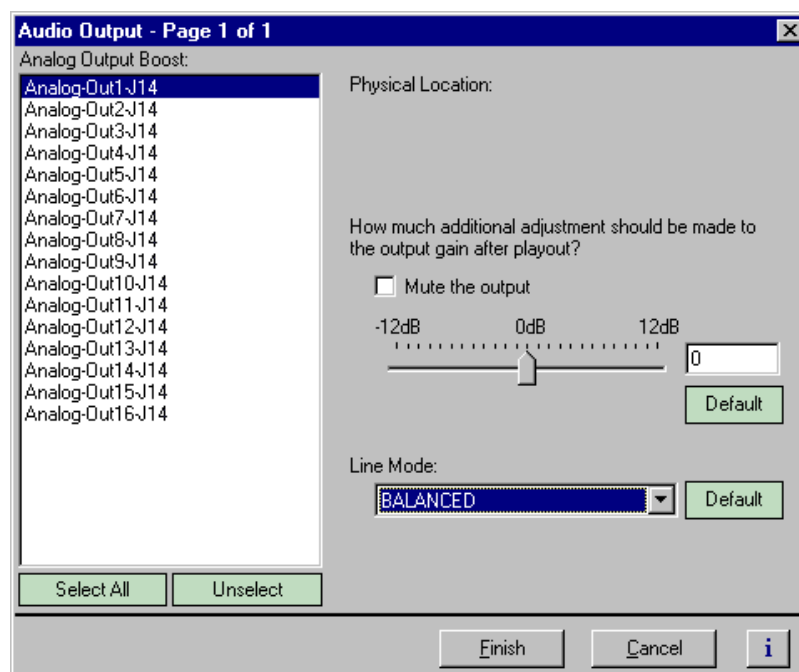 Audio Output - Page 1 of 1
Analog Output Boost:
Analog-Out1-J14
Analog-Out2-J14
Analog-Out3-J14
Analog-Out4-J14
Analog-Out5-J14
Analog-Out6-J14
Analog-Out7-J14
Analog-Out8-J14
Analog-Out9-J14
Analog-Out10-J14
Analog-Out11-J14
Analog-Out12-J14
Analog-Out13-J14
Analog-Out14-J14
Analog-Out15-J14
Analog-Out16-J14
Select All
Unselect
Physical Location:
How much additional adjustment should be made to
the output gain after playout?
Mute the output
-12dB 0dB 12dB
0
Default
Line Mode:
BALANCED
Default
Finish
Cancel
i